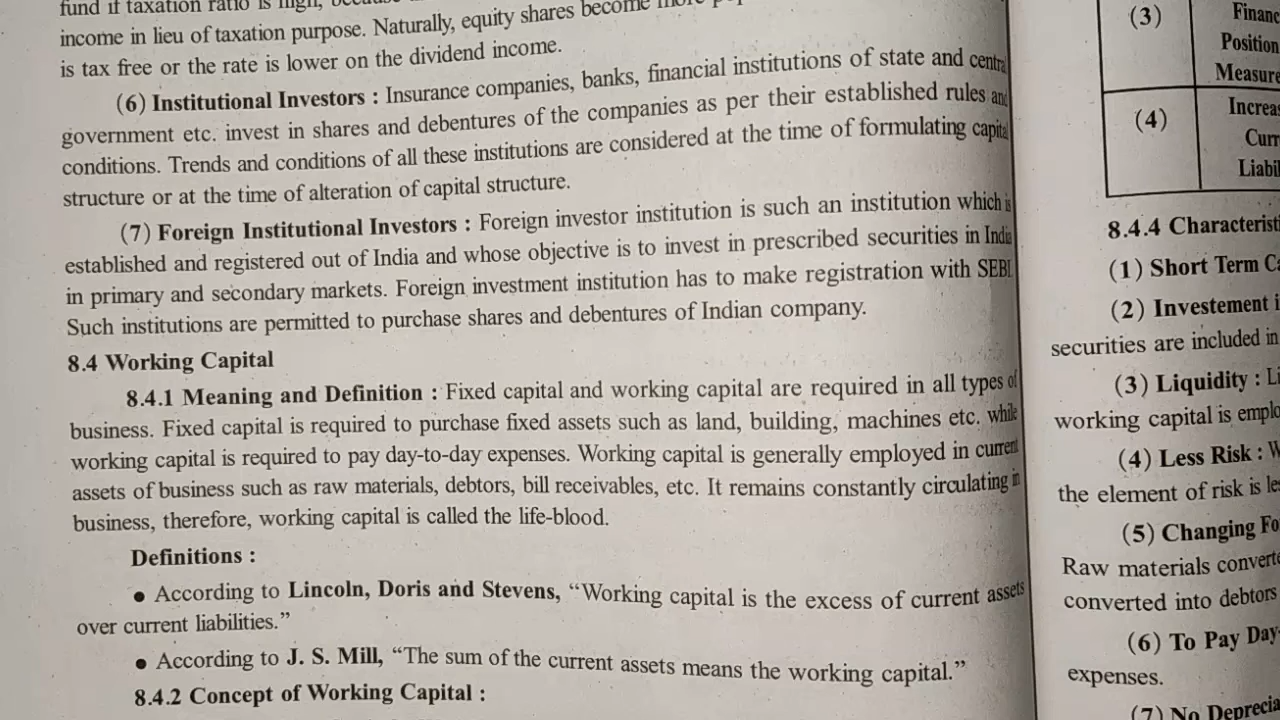 fund if taxation ratio is high,
income in lieu of taxation purpose. Naturally, equity shares become
is tax free or the rate is lower on the dividend income.
(6) Institutional Investors : Insurance companies, banks, financial institutions of state and central
government etc. invest in shares and debentures of the companies as per their established rules and
conditions. Trends and conditions of all these institutions are considered at the time of formulating capital
structure or at the time of alteration of capital structure.
(7) Foreign Institutional Investors : Foreign investor institution is such an institution which is
established and registered out of India and whose objective is to invest in prescribed securities in India
in primary and secondary markets. Foreign investment institution has to make registration with SEBI.
Such institutions are permitted to purchase shares and debentures of Indian company.
8.4 Working Capital
8.4.1 Meaning and Definition : Fixed capital and working capital are required in all types of
business. Fixed capital is required to purchase fixed assets such as land, building, machines etc. while
working capital is required to pay day-to-day expenses. Working capital is generally employed in current
assets of business such as raw materials, debtors, bill receivables, etc. It remains constantly circulating in
business, therefore, working capital is called the life-blood.
Definitions :
● According to Lincoln, Doris and Stevens, “Working capital is the excess of current assets
over current liabilities.”
● According to J. S. Mill, “The sum of the current assets means the working capital.”
8.4.2 Concept of Working Capital :
(3) Financ
Position
Measure
(4) Increas
Curr
Liabil
8.4.4 Characterist
(1) Short Term Ca
(2) Investement i
securities are included in
(3) Liquidity : Li
working capital is emplo
(4) Less Risk : W
the element of risk is les
(5) Changing Fo
Raw materials converte
converted into debtors
(6) To Pay Day-
expenses.
(7) No Deprecia